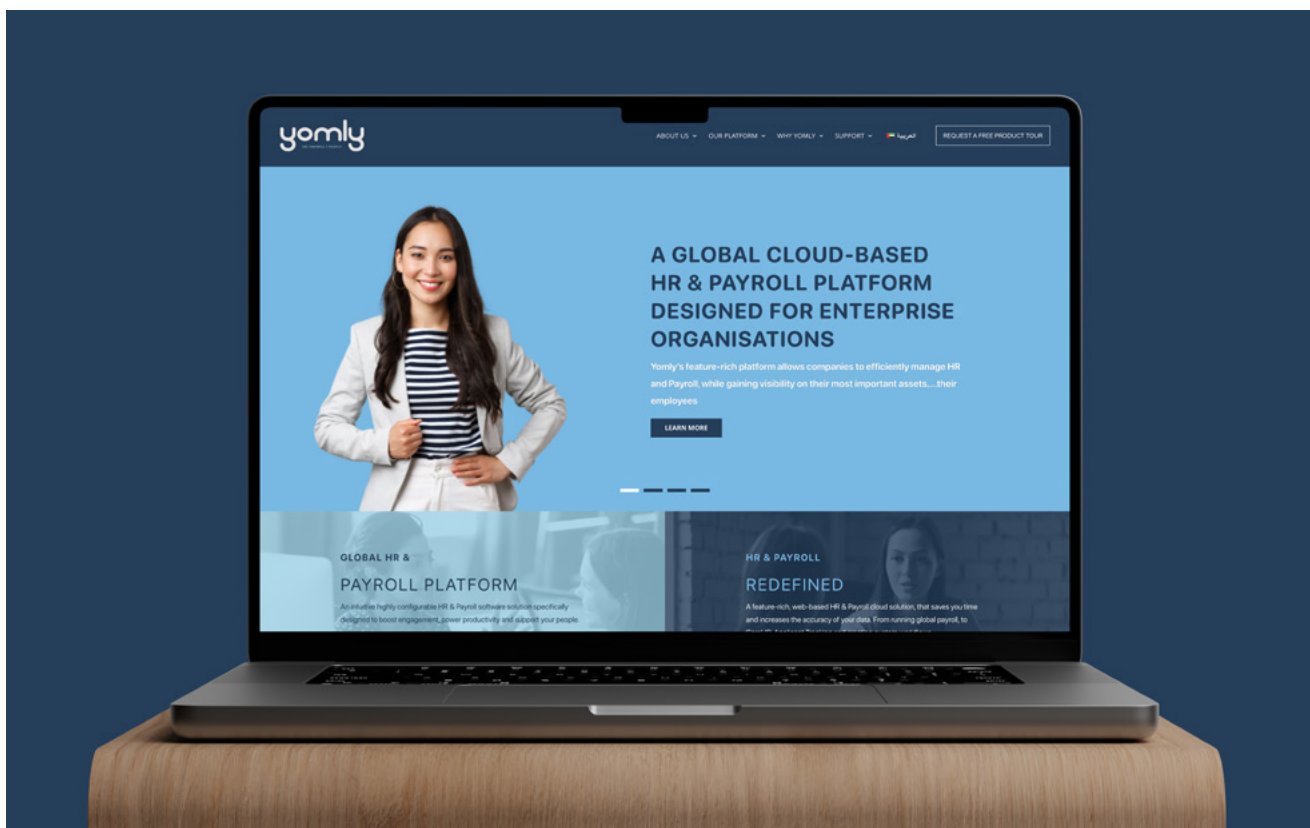 yomly
ABOUT US
OUR PLATFORM
WHY YOMLY
SUPPORT
العربية
REQUEST A FREE PRODUCT TOUR
A GLOBAL CLOUD-BASED
HR & PAYROLL PLATFORM
DESIGNED FOR ENTERPRISE
ORGANISATIONS
Yomly's feature-rich platform allows companies to efficiently manage HR
and Payroll, while gaining visibility on their most important assets....their
employees
LEARN MORE
GLOBAL HR &
PAYROLL PLATFORM
An intuitive highly configurable HR & Payroll software solution specifically
designed to boost engagement, power productivity and support your people
HR & PAYROLL
REDEFINED
A feature-rich, web-based HR & Payroll cloud solution, that saves you time
and increases the accuracy of your data. From running global payroll, to